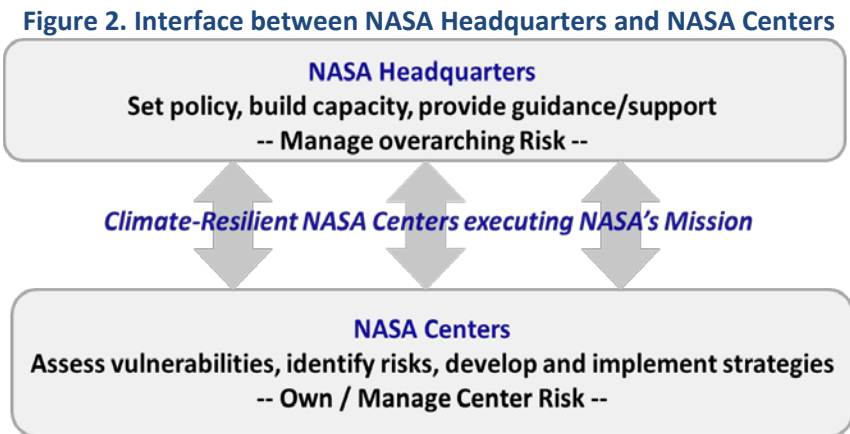 Figure 2. Interface between NASA Headquarters and NASA Centers
NASA Headquarters
Set policy, build capacity, provide guidance/support
-- Manage overarching Risk --
Climate-Resilient NASA Centers executing NASA's Mission
NASA Centers
Assess vulnerabilities, identify risks, develop and implement strategies
-- Own / Manage Center Risk --